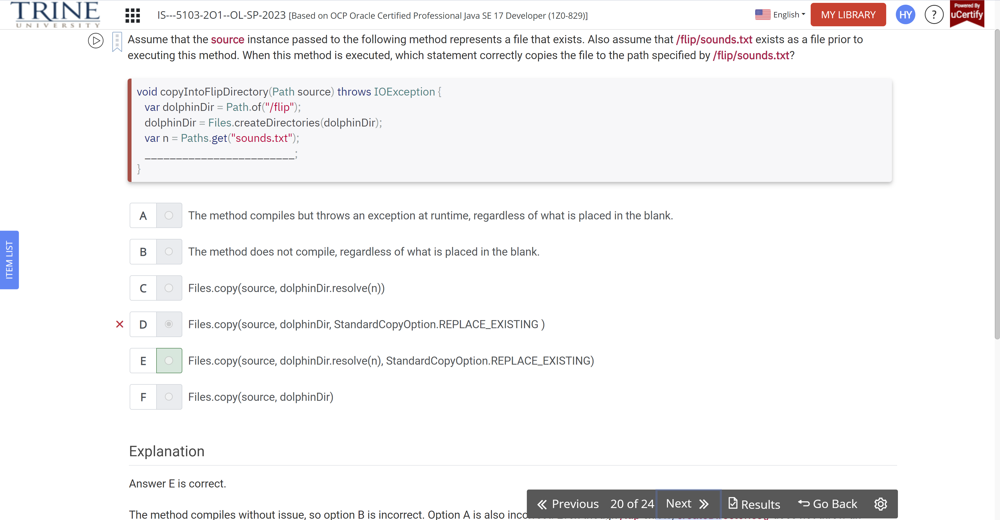 TRINE
UNIVERSITY
IS---5103-2O1--OL-SP-2023 [Based on OCP Oracle Certified Professional Java SE 17 Developer (1Z0-829)]
English
MY LIBRARY
HY
?
Powered By
uCertify
Assume that the source instance passed to the following method represents a file that exists. Also assume that /flip/sounds.txt exists as a file prior to
executing this method. When this method is executed, which statement correctly copies the file to the path specified by /flip/sounds.txt?
void copyIntoFlipDirectory(Path source) throws IOException {
var dolphinDir = Path.of("/flip");
dolphinDir = Files.createDirectories(dolphinDir);
var n = Paths.get("sounds.txt");
________________________;
}
A The method compiles but throws an exception at runtime, regardless of what is placed in the blank.
B The method does not compile, regardless of what is placed in the blank.
C Files.copy(source, dolphinDir.resolve(n))
D Files.copy(source, dolphinDir, StandardCopyOption.REPLACE_EXISTING )
E Files.copy(source, dolphinDir.resolve(n), StandardCopyOption.REPLACE_EXISTING)
F Files.copy(source, dolphinDir)
ITEM LIST
Explanation
Answer E is correct.
Previous 20 of 24 Next Results Go Back
The method compiles without issue, so option B is incorrect. Option A is also